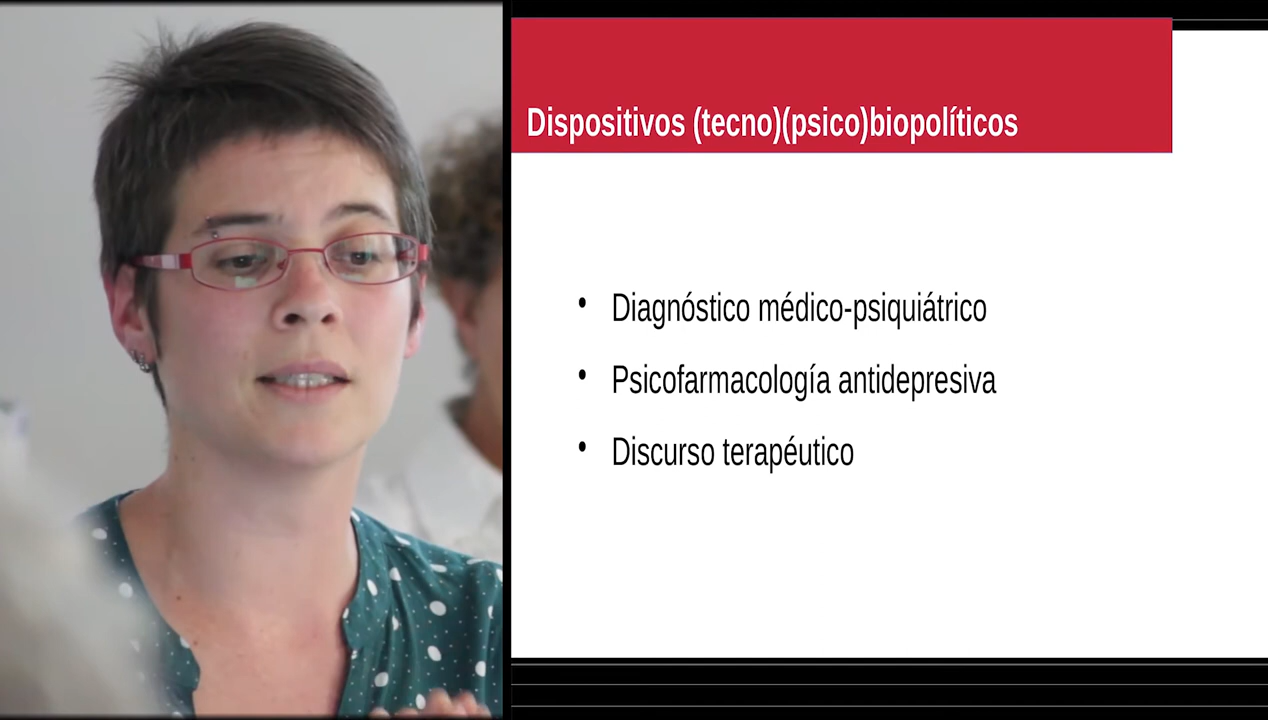 Dispositivos (tecno)(psico)biopolíticos
• Diagnóstico médico-psiquiátrico
• Psicofarmacología antidepresiva
• Discurso terapéutico